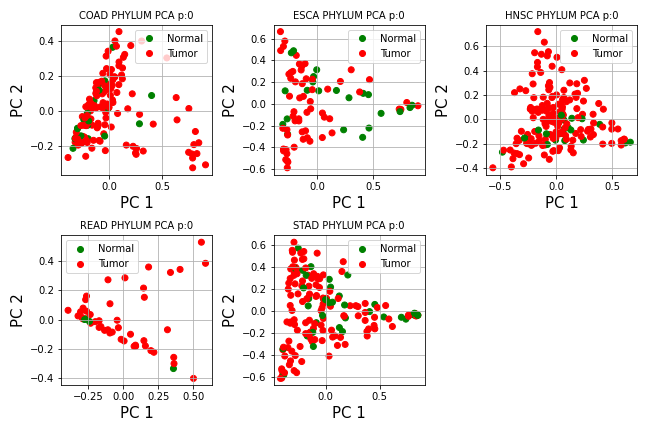 COAD PHYLUM PCA p:0
Normal
Tumor
0.4
0.2
0.0
−0.2
PC 2
0.0
0.5
PC 1
ESCA PHYLUM PCA p:0
Normal
Tumor
0.6
0.4
0.2
0.0
−0.2
−0.4
−0.6
PC 2
0.0
0.5
PC 1
HNSC PHYLUM PCA p:0
Normal
Tumor
0.6
0.4
0.2
0.0
−0.2
−0.4
PC 2
−0.5
0.0
0.5
PC 1
READ PHYLUM PCA p:0
Normal
Tumor
0.4
0.2
0.0
−0.2
−0.4
PC 2
−0.25
0.00
0.25
0.50
PC 1
STAD PHYLUM PCA p:0
Normal
Tumor
0.6
0.4
0.2
0.0
−0.2
−0.4
−0.6
PC 2
0.0
0.5
PC 1